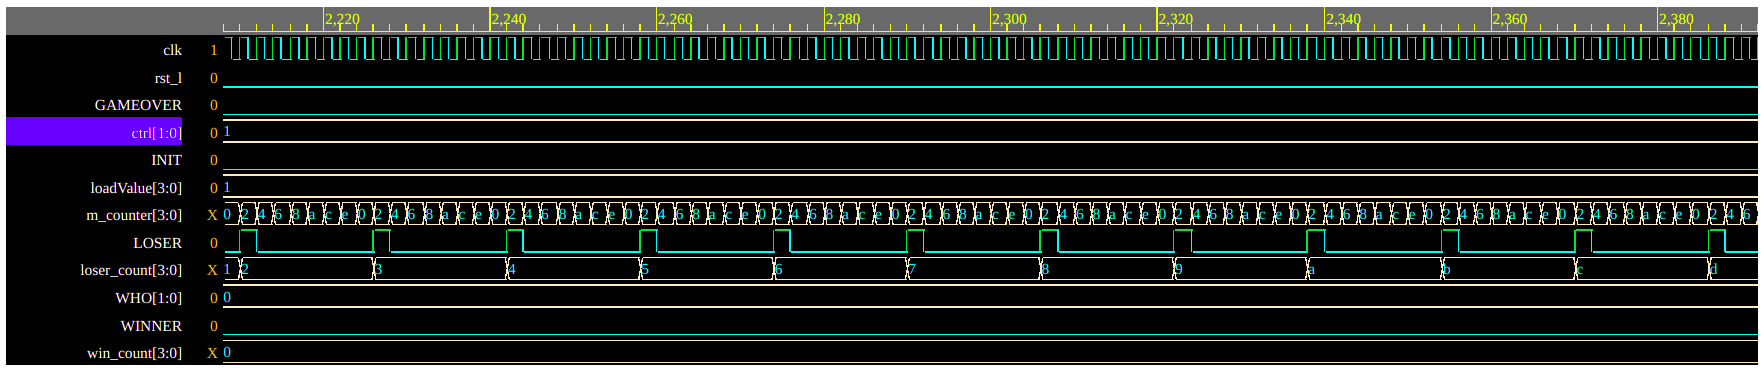 2,220 2,240 2,260 2,280 2,300 2,320 2,340 2,360 2,380
clk 1
rst_l 0
GAMEOVER 0
ctrl[1:0] 0 1
INIT 0
loadValue[3:0] 0 1
m_counter[3:0] X 0 2 4 6 8 a c e 0 2 4 6 8 a c e 0 2 4 6 8 a c e 0 2 4 6 8 a c e 0 2 4 6 8 a c e 0 2 4 6 8 a c e 0 2 4 6 8 a c e 0 2 4 6 8 a c e 0 2 4 6 8 a c e 0 2 4 6 8 a c e 0 2 4 6 8 a c e 0 2 4 6
LOSER 0
loser_count[3:0] X 1 2 3 4 5 6 7 8 9 a b c d
WHO[1:0] 0 0
WINNER 0
win_count[3:0] X 0